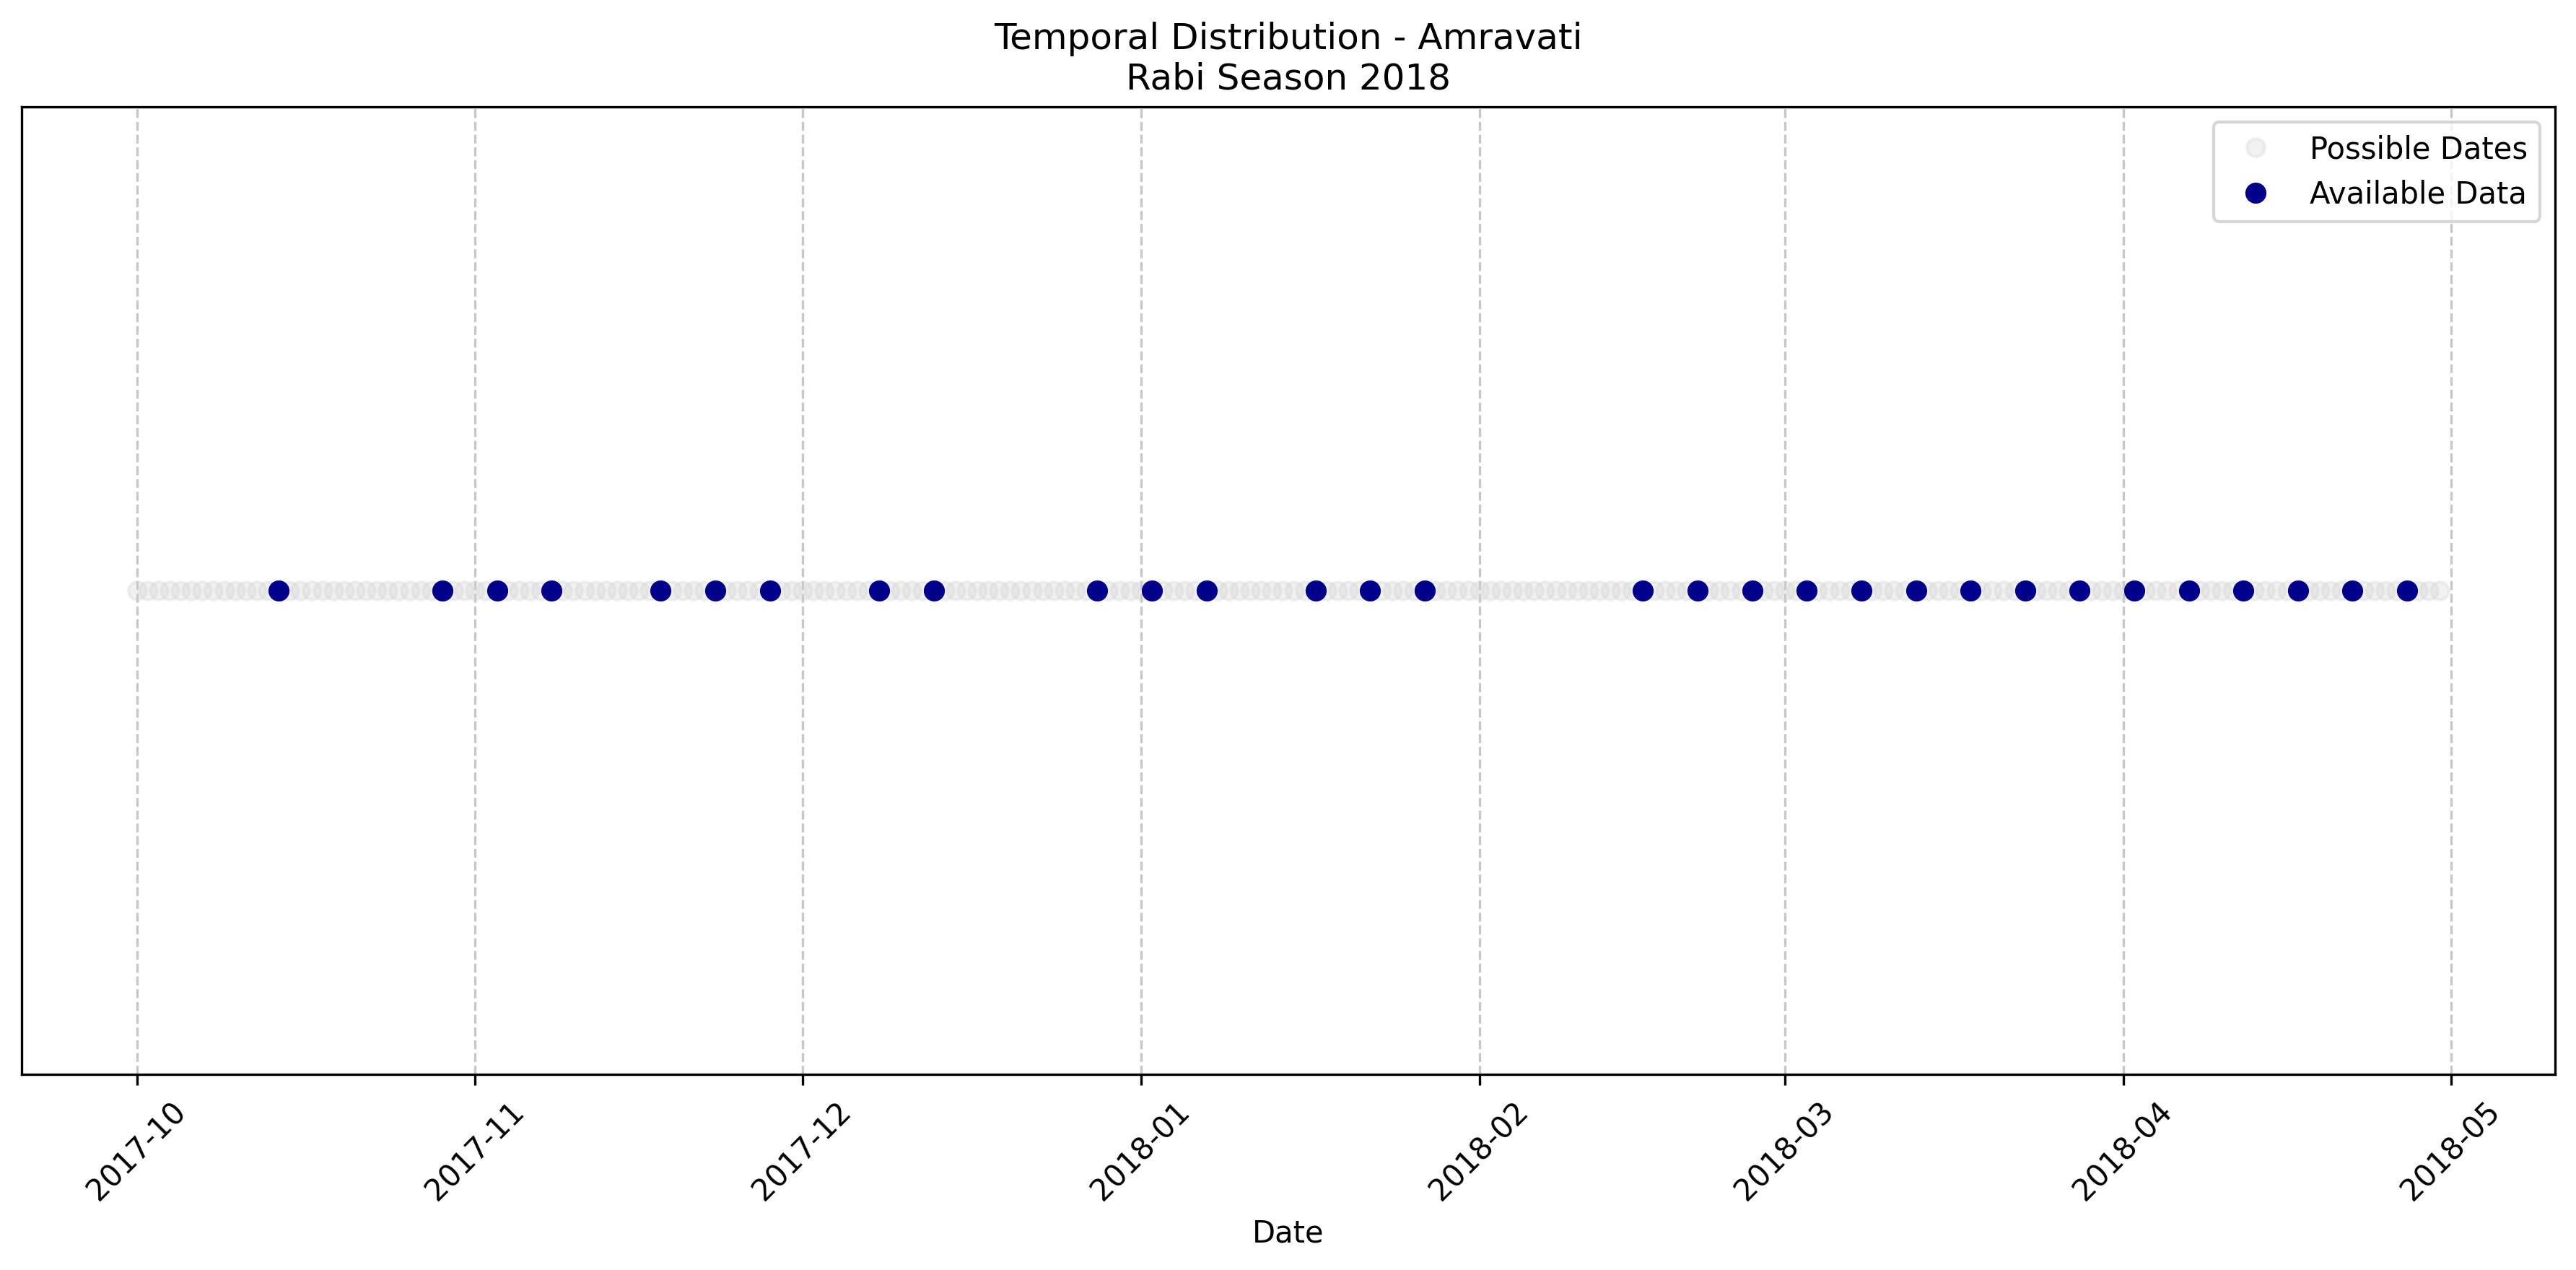 Temporal Distribution - Amravati
Rabi Season 2018
Possible Dates
Available Data
2017-10
2017-11
2017-12
2018-01
2018-02
2018-03
2018-04
2018-05
Date